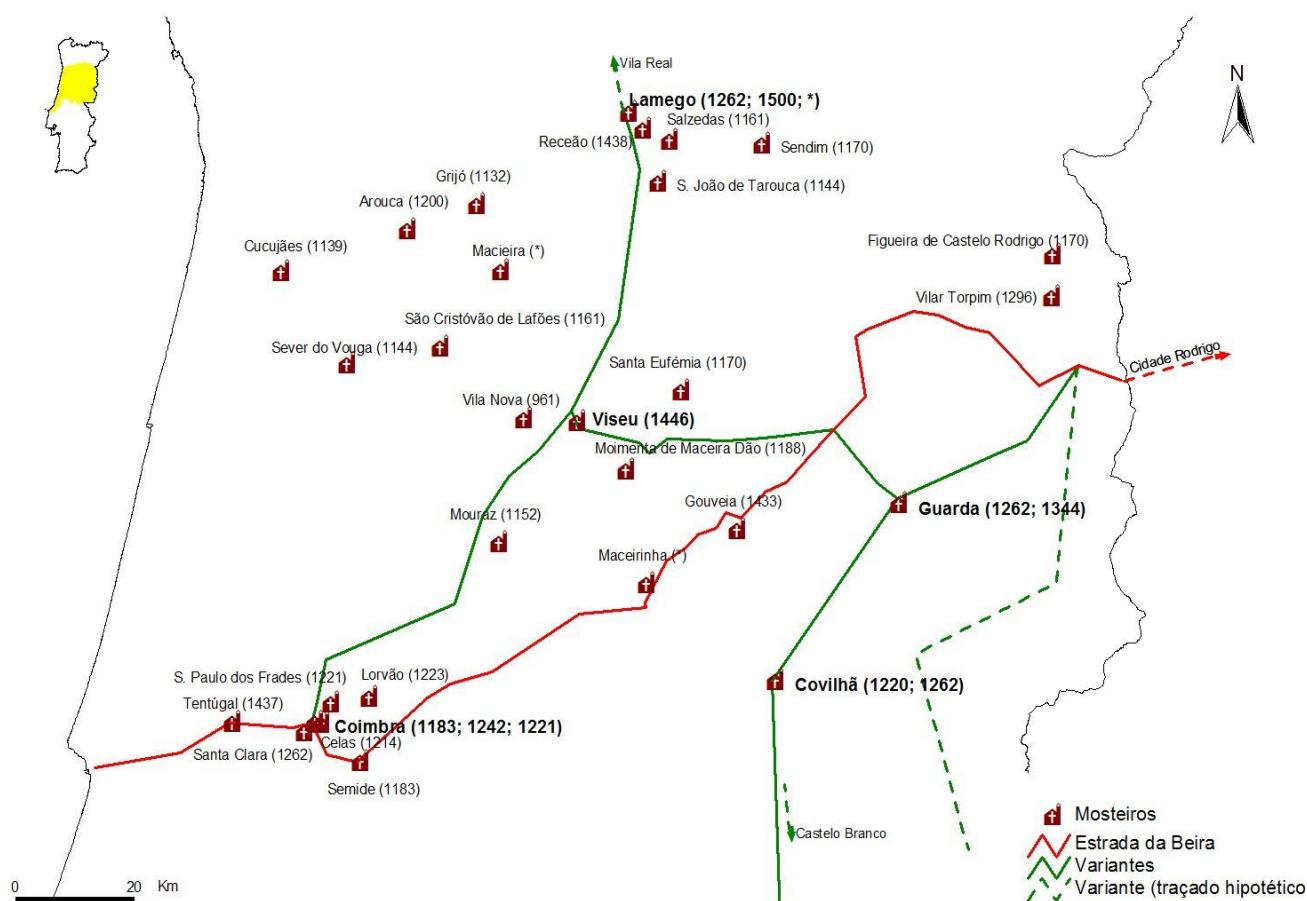 Vila Real
N
Lamego (1262; 1500; *)
Salzedas (1161)
Receão (1438)
Sendim (1170)
S. João de Tarouca (1144)
Grijó (1132)
Arouca (1200)
Cucujães (1139)
Macieira (*)
Figueira de Castelo Rodrigo (1170)
Vilar Torpim (1296)
São Cristóvão de Lafões (1161)
Sever do Vouga (1144)
Santa Eufémia (1170)
Cidade Rodrigo
Vila Nova (961)
Viseu (1446)
Moimenta de Maceira Dão (1188)
Gouveia (1433)
Guarda (1262; 1344)
Mouraz (1152)
Maceirinha (*)
S. Paulo dos Frades (1221)
Lorvão (1223)
Covilhã (1220; 1262)
Tentúgal (1437)
Coimbra (1183; 1242; 1221)
Celas (1214)
Santa Clara (1262)
Semide (1183)
Castelo Branco
Mosteiros
Estrada da Beira
Variantes
Variante (traçado hipotético
0 20 Km